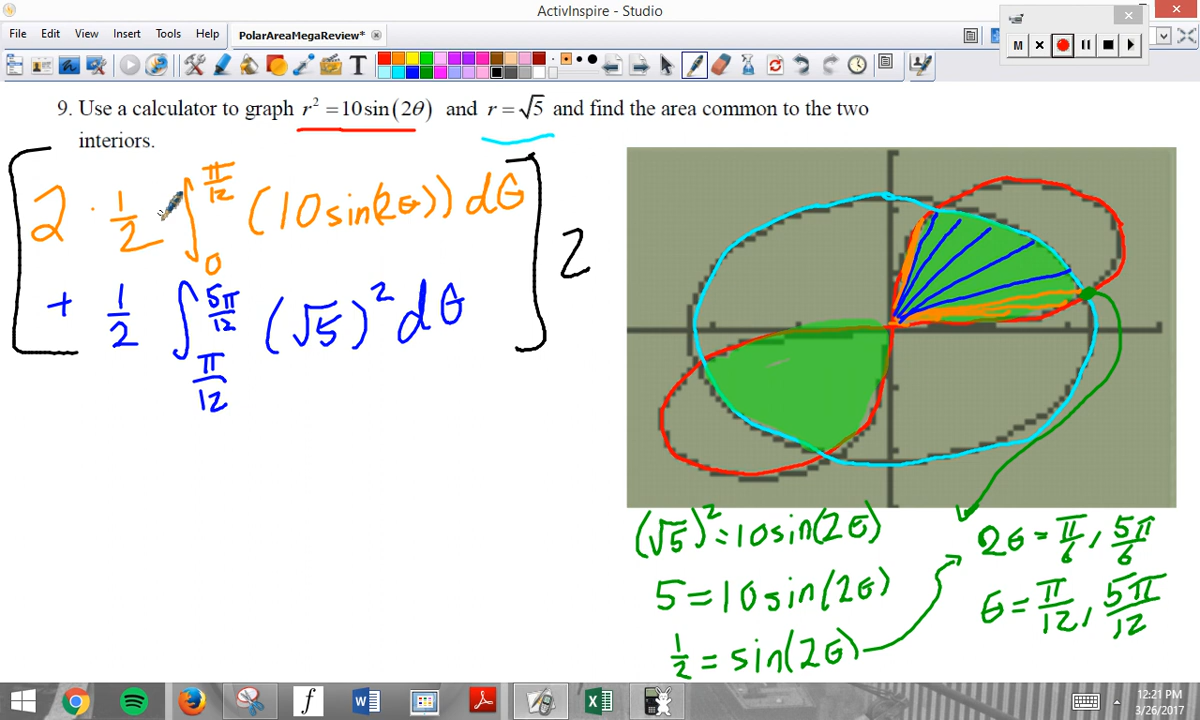 ActivInspire - Studio
File Edit View Insert Tools Help
PolarAreaMegaReview*
T
M
9. Use a calculator to graph r² = 10sin(2θ) and r = √5 and find the area common to the two
interiors.
[2 · 1/2 ∫₀^(π/12) (10sin(2θ)) dθ
+ 1/2 ∫_(π/12)^(5π/12) (√5)² dθ] 2
(√5)² = 10sin(2θ)
5 = 10sin(2θ)
1/2 = sin(2θ)
2θ = π/6, 5π/6
θ = π/12, 5π/12
12:21 PM
3/26/2017